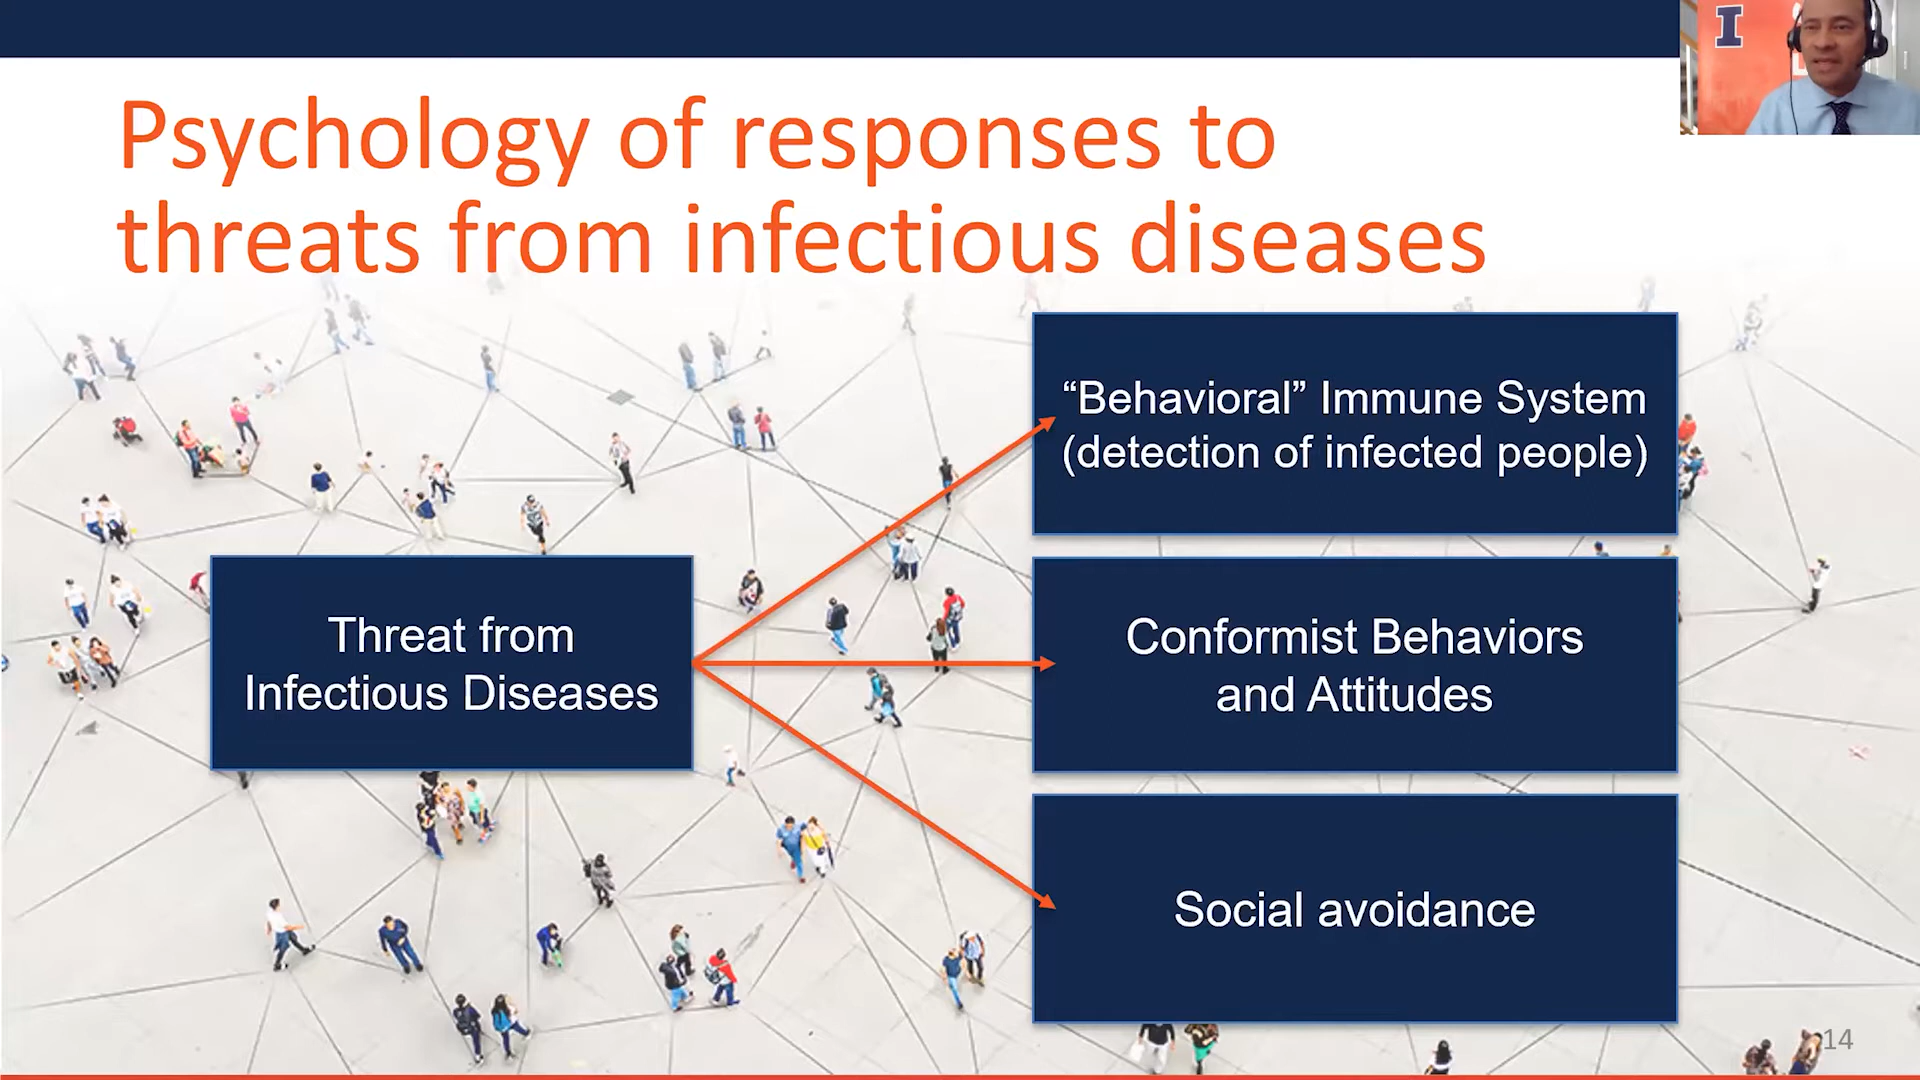 I
Psychology of responses to
threats from infectious diseases
Threat from
Infectious Diseases
“Behavioral” Immune System
(detection of infected people)
Conformist Behaviors
and Attitudes
Social avoidance
14